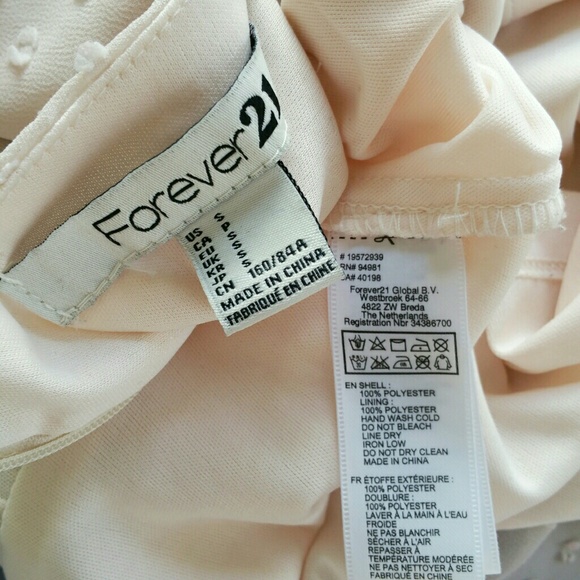 Forever21
US S
CA S
EU S
UK S
KR S
JP S
CN 160/84A
MADE IN CHINA
FABRIQUÉ EN CHINE
# 19572939
RN# 94981
CA# 40198
Forever21 Global B.V.
Westbroek 64-66
4822 ZW Breda
The Netherlands
Registration Nbr 34386700
EN SHELL :
100% POLYESTER
LINING :
100% POLYESTER
HAND WASH COLD
DO NOT BLEACH
LINE DRY
IRON LOW
DO NOT DRY CLEAN
MADE IN CHINA
FR ÉTOFFE EXTÉRIEURE :
100% POLYESTER
DOUBLURE :
100% POLYESTER
LAVER À LA MAIN À L'EAU
FROIDE
NE PAS BLANCHIR
SÉCHER À L'AIR
REPASSER À
TEMPÉRATURE MODÉRÉE
NE PAS NETTOYER À SEC
FABRIQUÉ EN CHINE